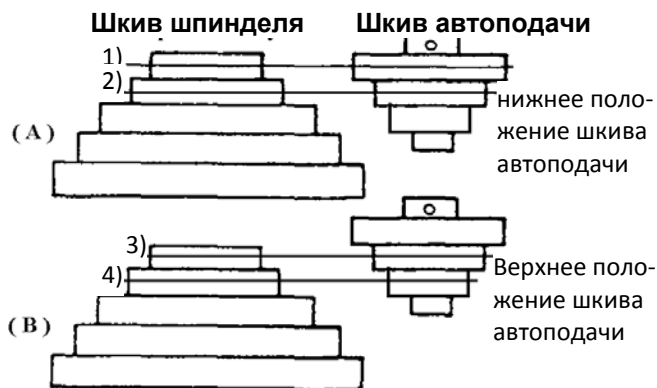 Шкив шпинделя Шкив автоподачи
1)
2)
нижнее поло-
жение шкива
автоподачи
(A)
3)
4)
Верхнее поло-
жение шкива
автоподачи
(B)